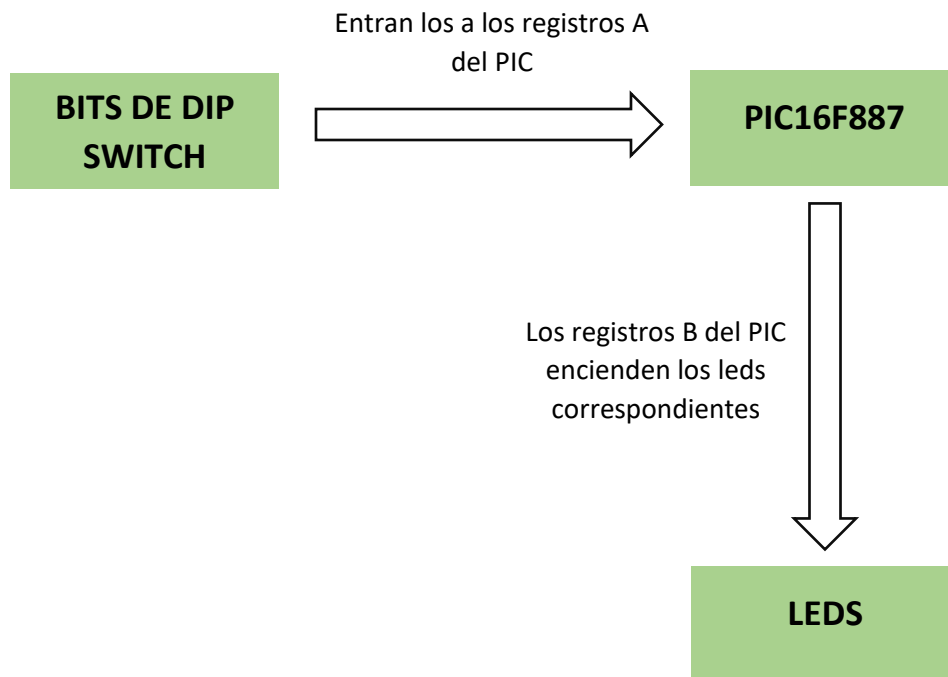 Entran los a los registros A
del PIC
BITS DE DIP
SWITCH
PIC16F887
Los registros B del PIC
encienden los leds
correspondientes
LEDS